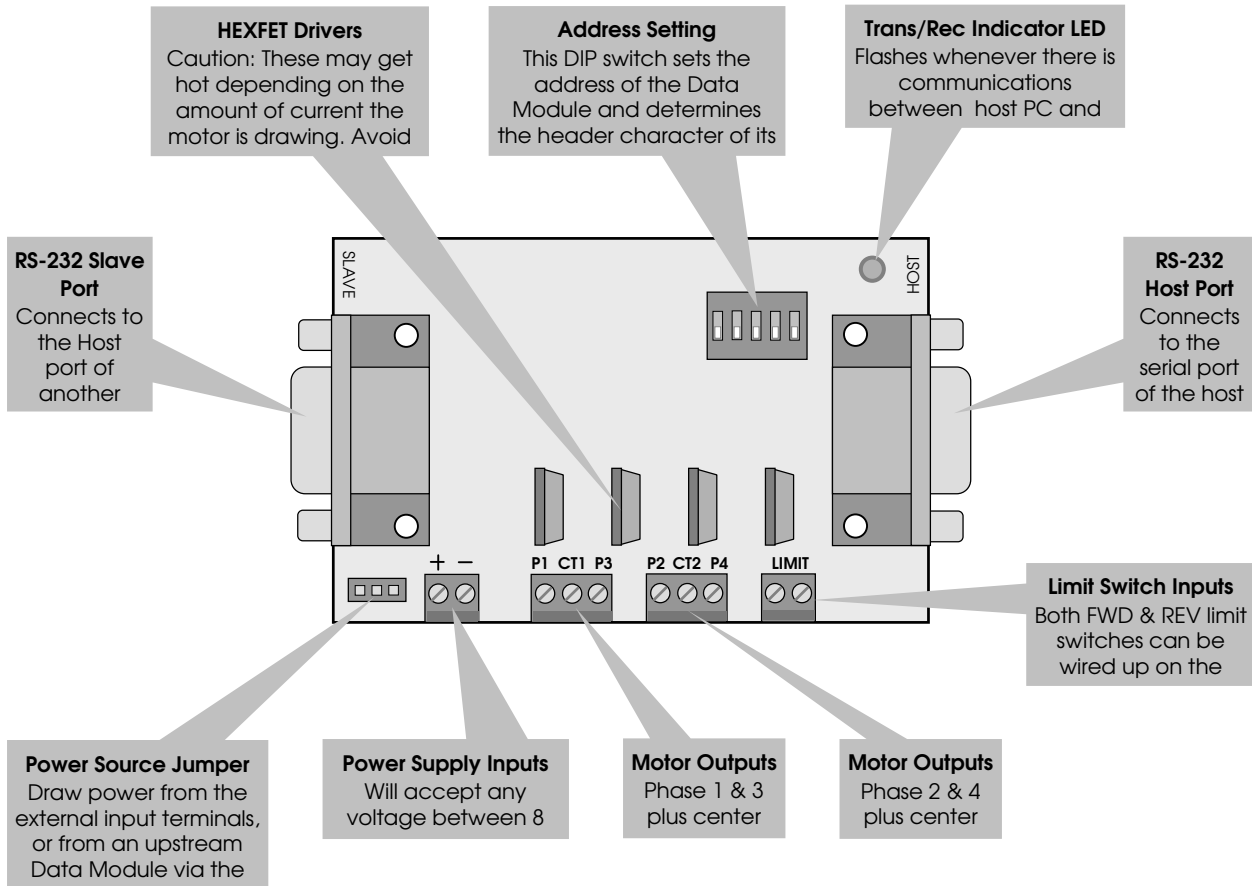 HEXFET Drivers
Caution: These may get
hot depending on the
amount of current the
motor is drawing. Avoid
Address Setting
This DIP switch sets the
address of the Data
Module and determines
the header character of its
Trans/Rec Indicator LED
Flashes whenever there is
communications
between host PC and
RS-232 Slave
Port
Connects to
the Host
port of
another
SLAVE
HOST
RS-232
Host Port
Connects
to the
serial port
of the host
+ −
P1 CT1 P3
P2 CT2 P4
LIMIT
Limit Switch Inputs
Both FWD & REV limit
switches can be
wired up on the
Power Source Jumper
Draw power from the
external input terminals,
or from an upstream
Data Module via the
Power Supply Inputs
Will accept any
voltage between 8
Motor Outputs
Phase 1 & 3
plus center
Motor Outputs
Phase 2 & 4
plus center